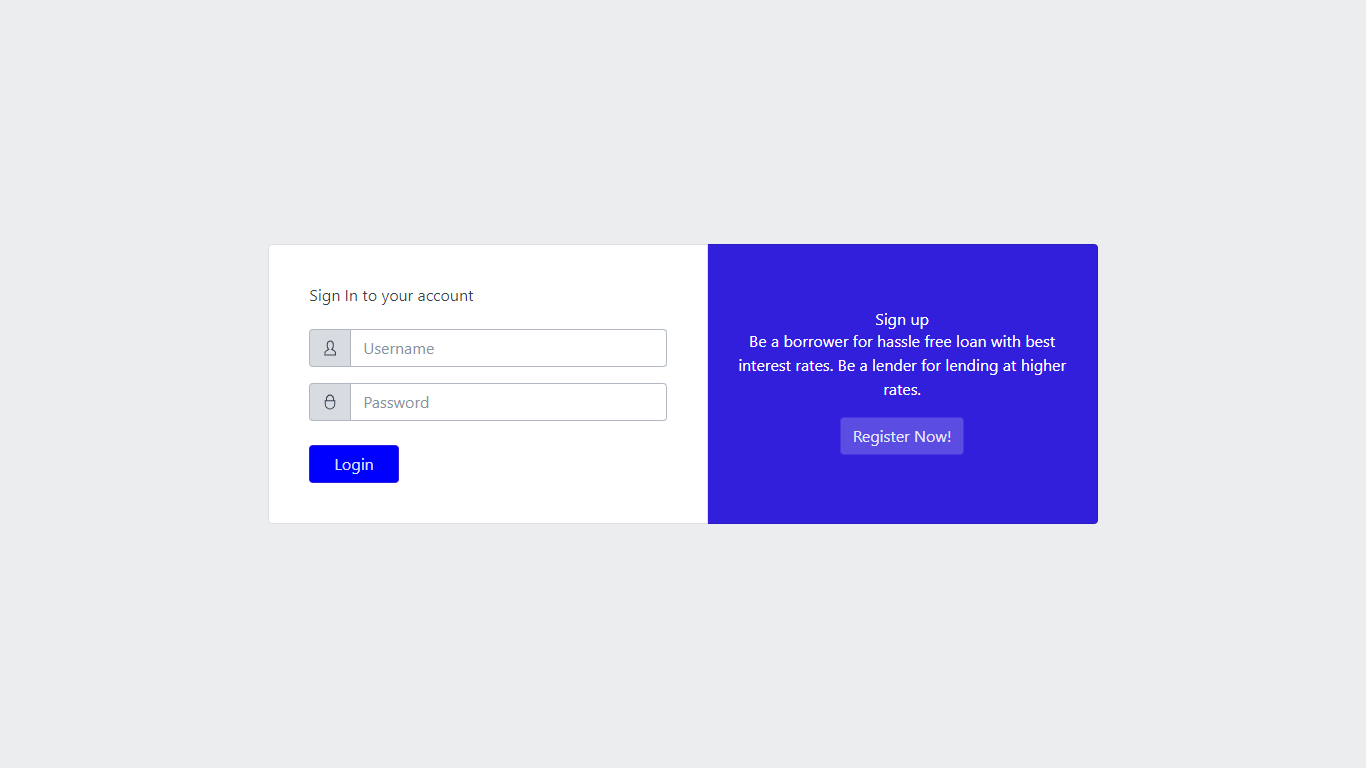 Sign In to your account
Username
Password
Login
Sign up
Be a borrower for hassle free loan with best
interest rates. Be a lender for lending at higher
rates.
Register Now!